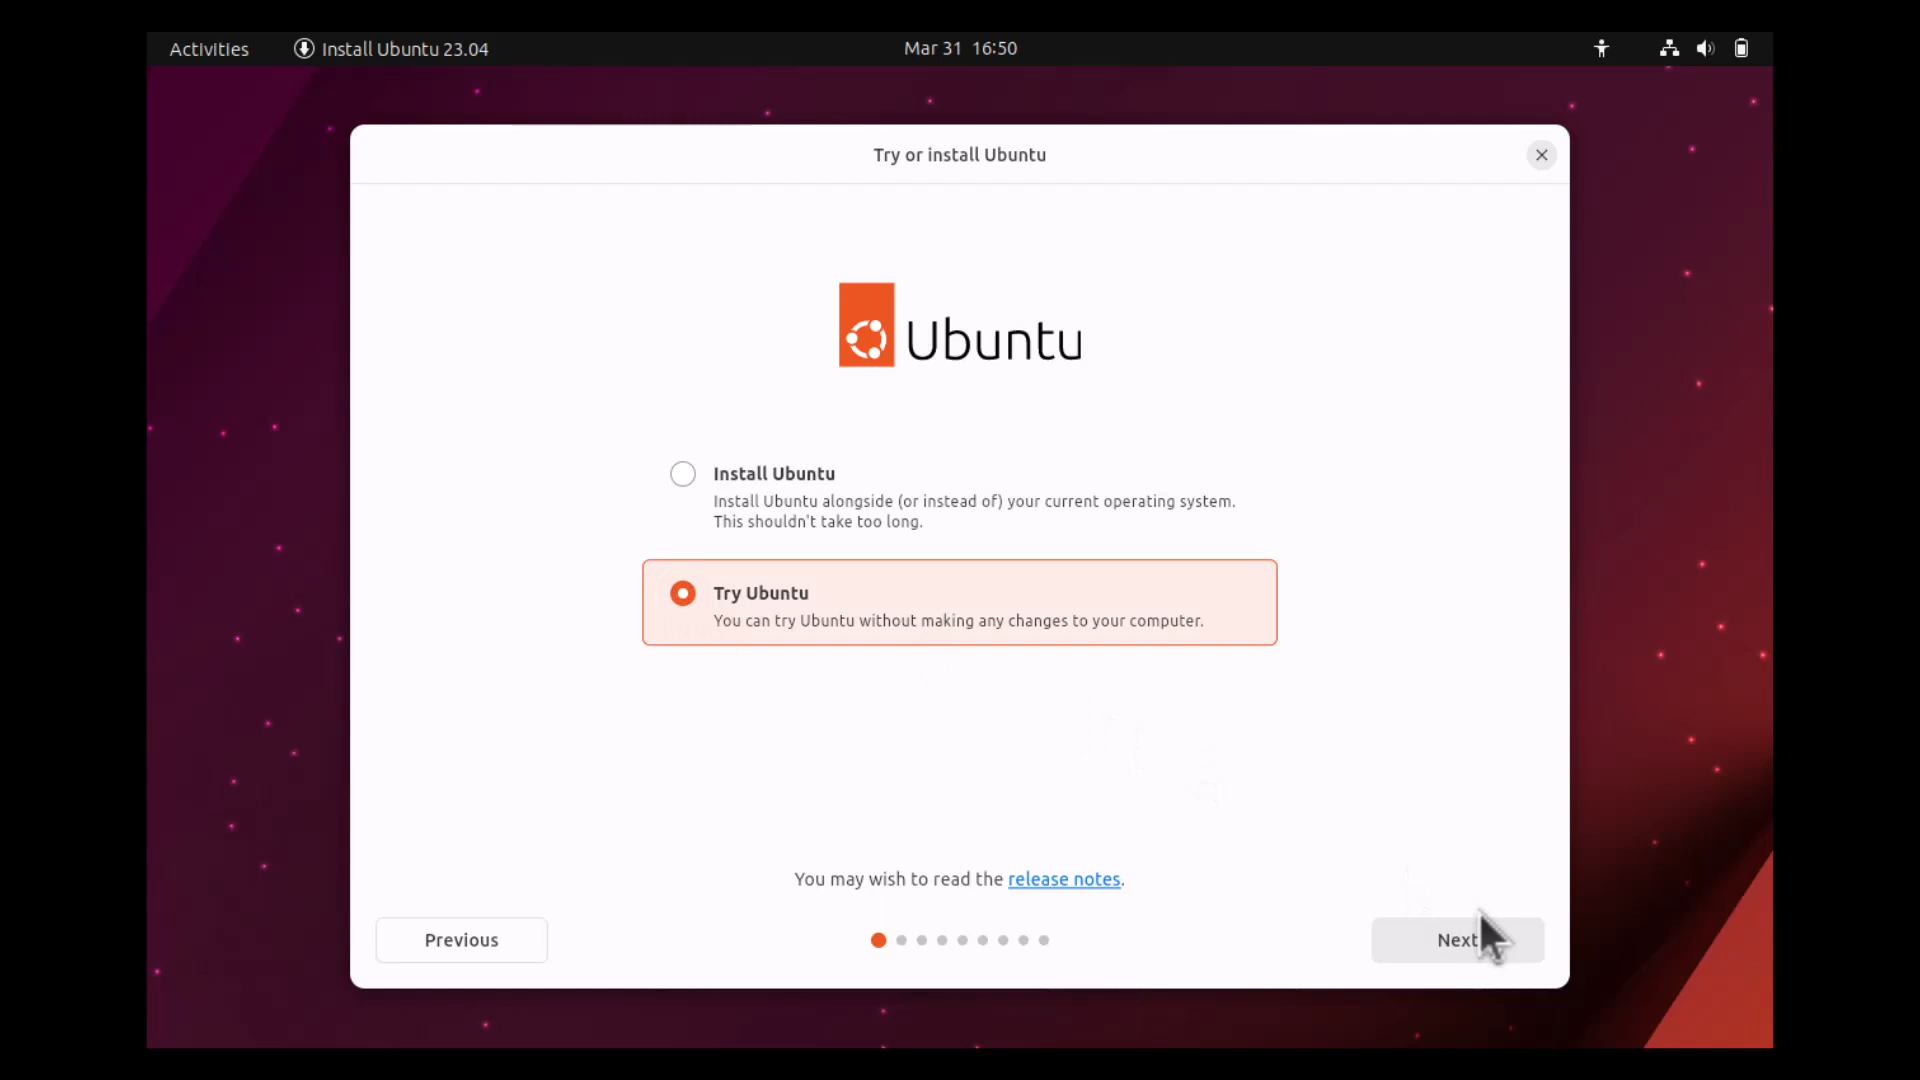 Activities Install Ubuntu 23.04 Mar 31 16:50
Try or install Ubuntu
Ubuntu
Install Ubuntu
Install Ubuntu alongside (or instead of) your current operating system.
This shouldn't take too long.
Try Ubuntu
You can try Ubuntu without making any changes to your computer.
You may wish to read the release notes.
Previous Next